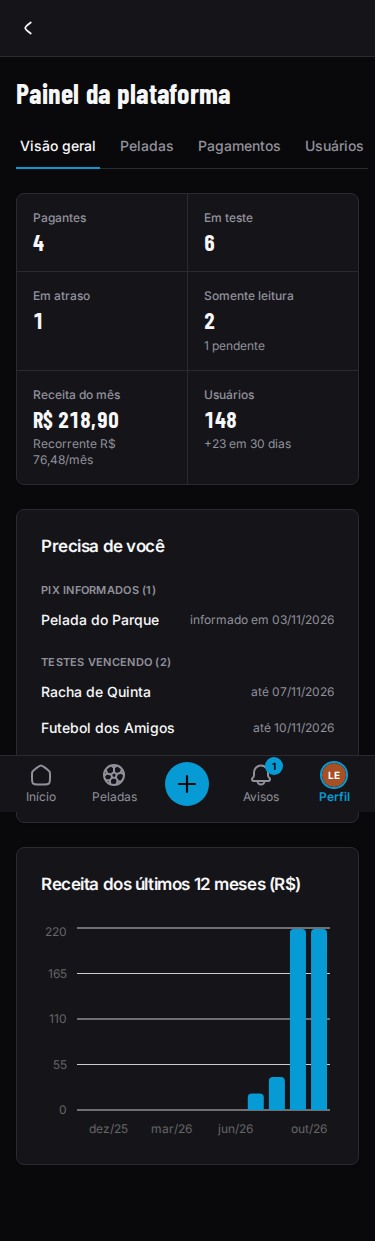 Painel da plataforma
Visão geral Peladas Pagamentos Usuários
Pagantes
4
Em teste
6
Em atraso
1
Somente leitura
2
1 pendente
Receita do mês
R$ 218,90
Recorrente R$
76,48/mês
Usuários
148
+23 em 30 dias
Precisa de você
PIX INFORMADOS (1)
Pelada do Parque informado em 03/11/2026
TESTES VENCENDO (2)
Racha de Quinta até 07/11/2026
Futebol dos Amigos até 10/11/2026
1 LE
Início Peladas Avisos Perfil
Receita dos últimos 12 meses (R$)
220
165
110
55
0
dez/25 mar/26 jun/26 out/26